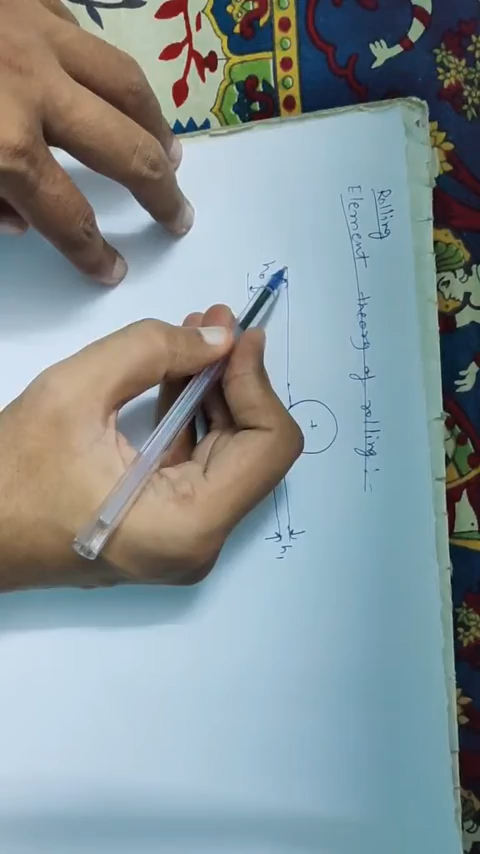 Rolling
Element theory of rolling :-
h₀
h₁